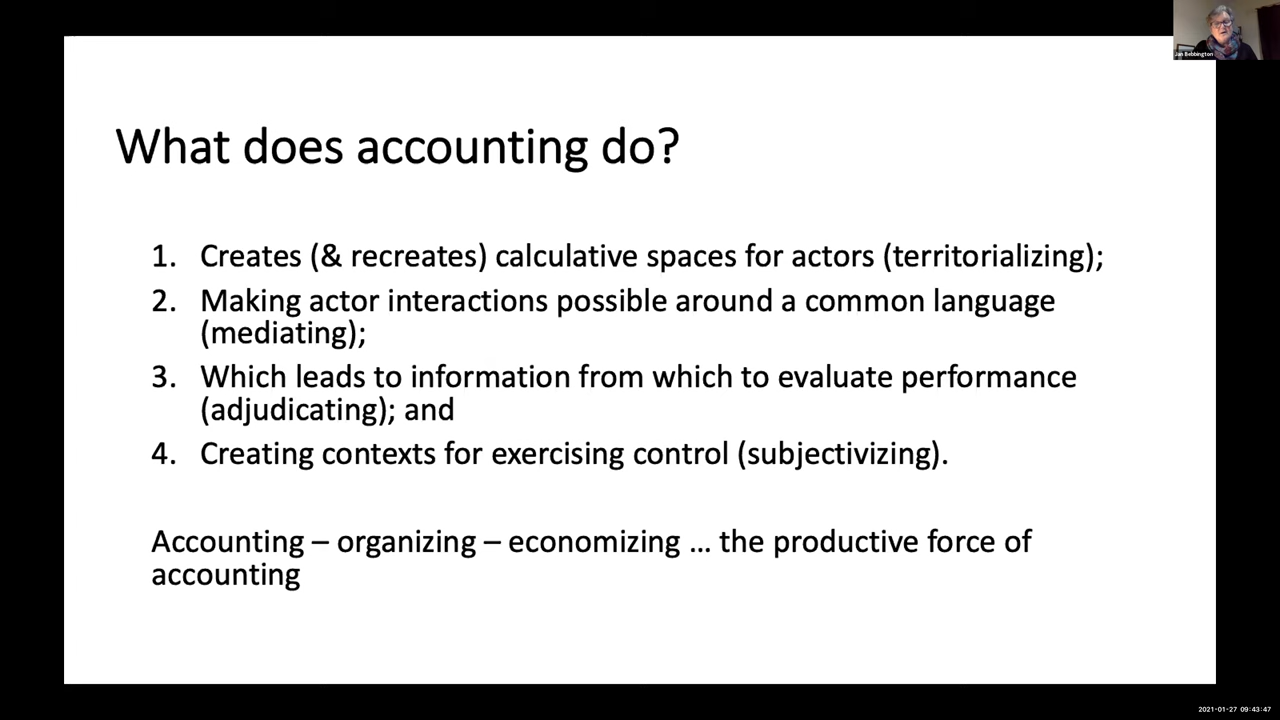 Jan Bebbington
What does accounting do?
1. Creates (& recreates) calculative spaces for actors (territorializing);
2. Making actor interactions possible around a common language
(mediating);
3. Which leads to information from which to evaluate performance
(adjudicating); and
4. Creating contexts for exercising control (subjectivizing).
Accounting – organizing – economizing … the productive force of
accounting
2021-01-27 09:43:47